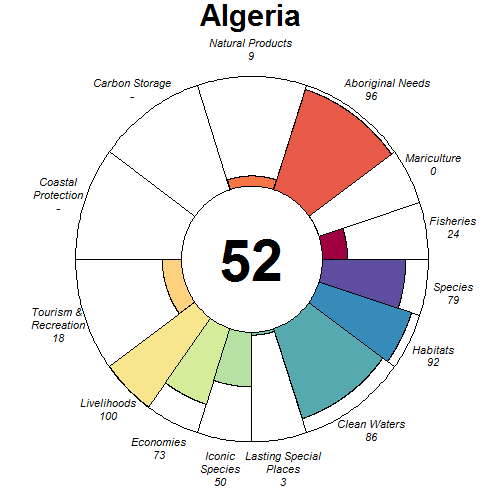 Algeria
Natural Products
9
Aboriginal Needs
96
Mariculture
0
Fisheries
24
Species
79
Habitats
92
Clean Waters
86
Lasting Special
Places
3
Iconic
Species
50
Economies
73
Livelihoods
100
Tourism &
Recreation
18
Coastal
Protection
-
Carbon Storage
-
52